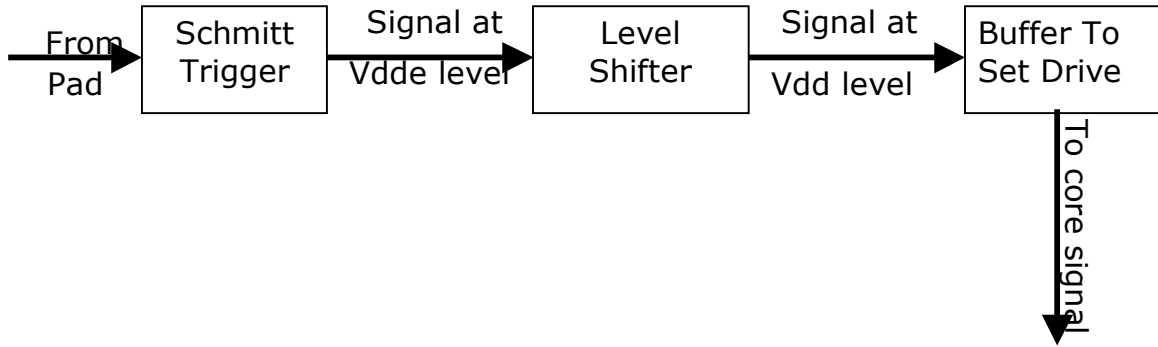 From
Pad
Schmitt
Trigger
Signal at
Vdde level
Level
Shifter
Signal at
Vdd level
Buffer To
Set Drive
To core signal